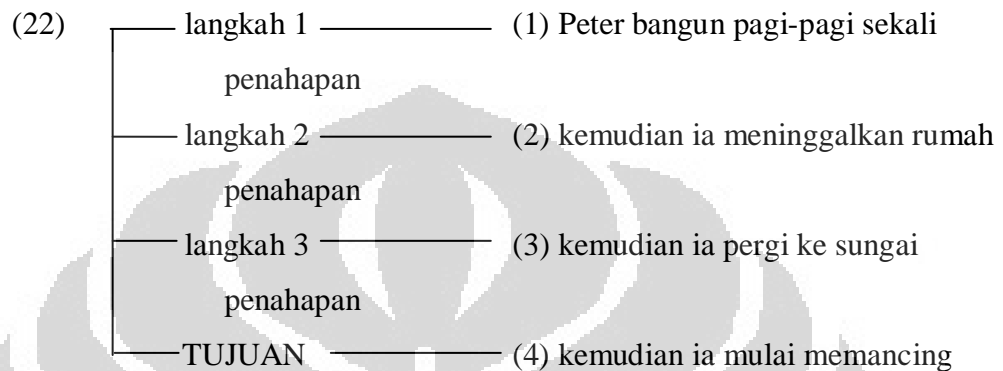 (22) langkah 1 (1) Peter bangun pagi-pagi sekali
penahapan
langkah 2 (2) kemudian ia meninggalkan rumah
penahapan
langkah 3 (3) kemudian ia pergi ke sungai
penahapan
TUJUAN (4) kemudian ia mulai memancing